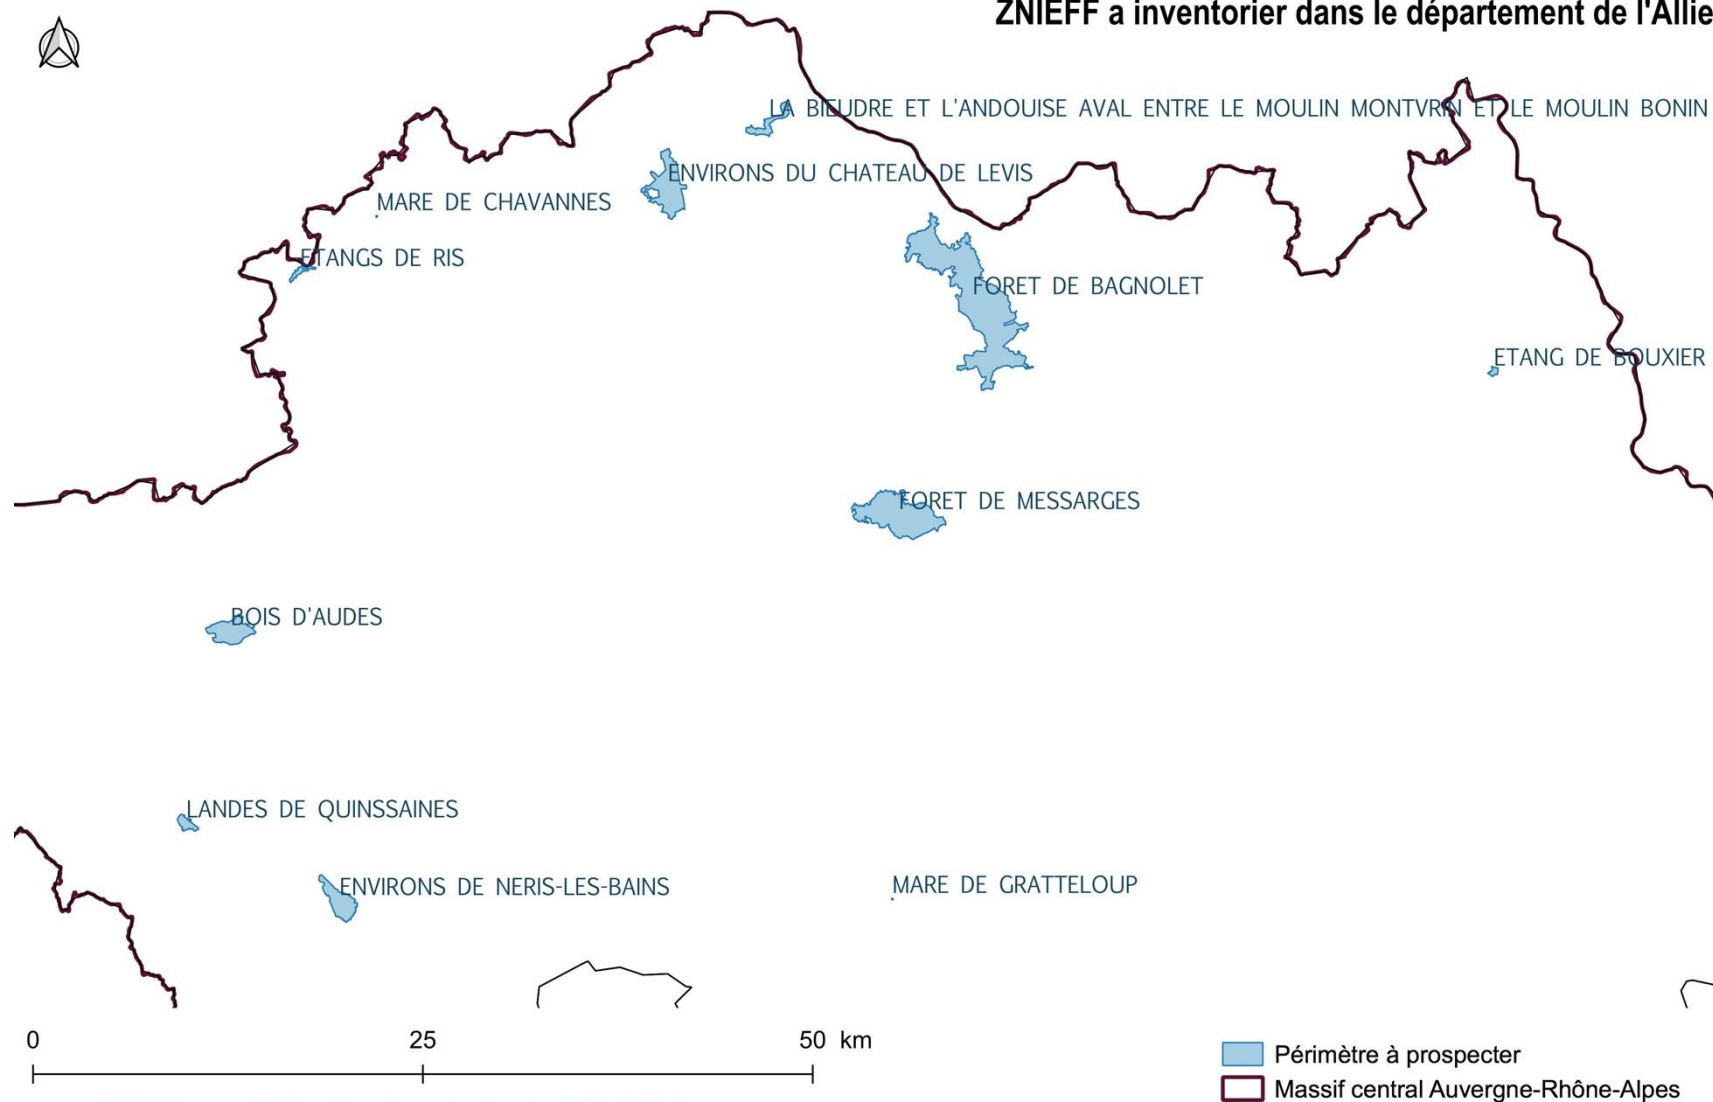 ZNIEFF a inventorier dans le département de l'Allie
LA BIEUDRE ET L'ANDOUISE AVAL ENTRE LE MOULIN MONTVRIN ET LE MOULIN BONIN
ENVIRONS DU CHATEAU DE LEVIS
MARE DE CHAVANNES
ETANGS DE RIS
FORET DE BAGNOLET
ETANG DE BOUXIER
FORET DE MESSARGES
BOIS D'AUDES
LANDES DE QUINSSAINES
ENVIRONS DE NERIS-LES-BAINS
MARE DE GRATTELOUP
0 25 50 km
Périmètre à prospecter
Massif central Auvergne-Rhône-Alpes